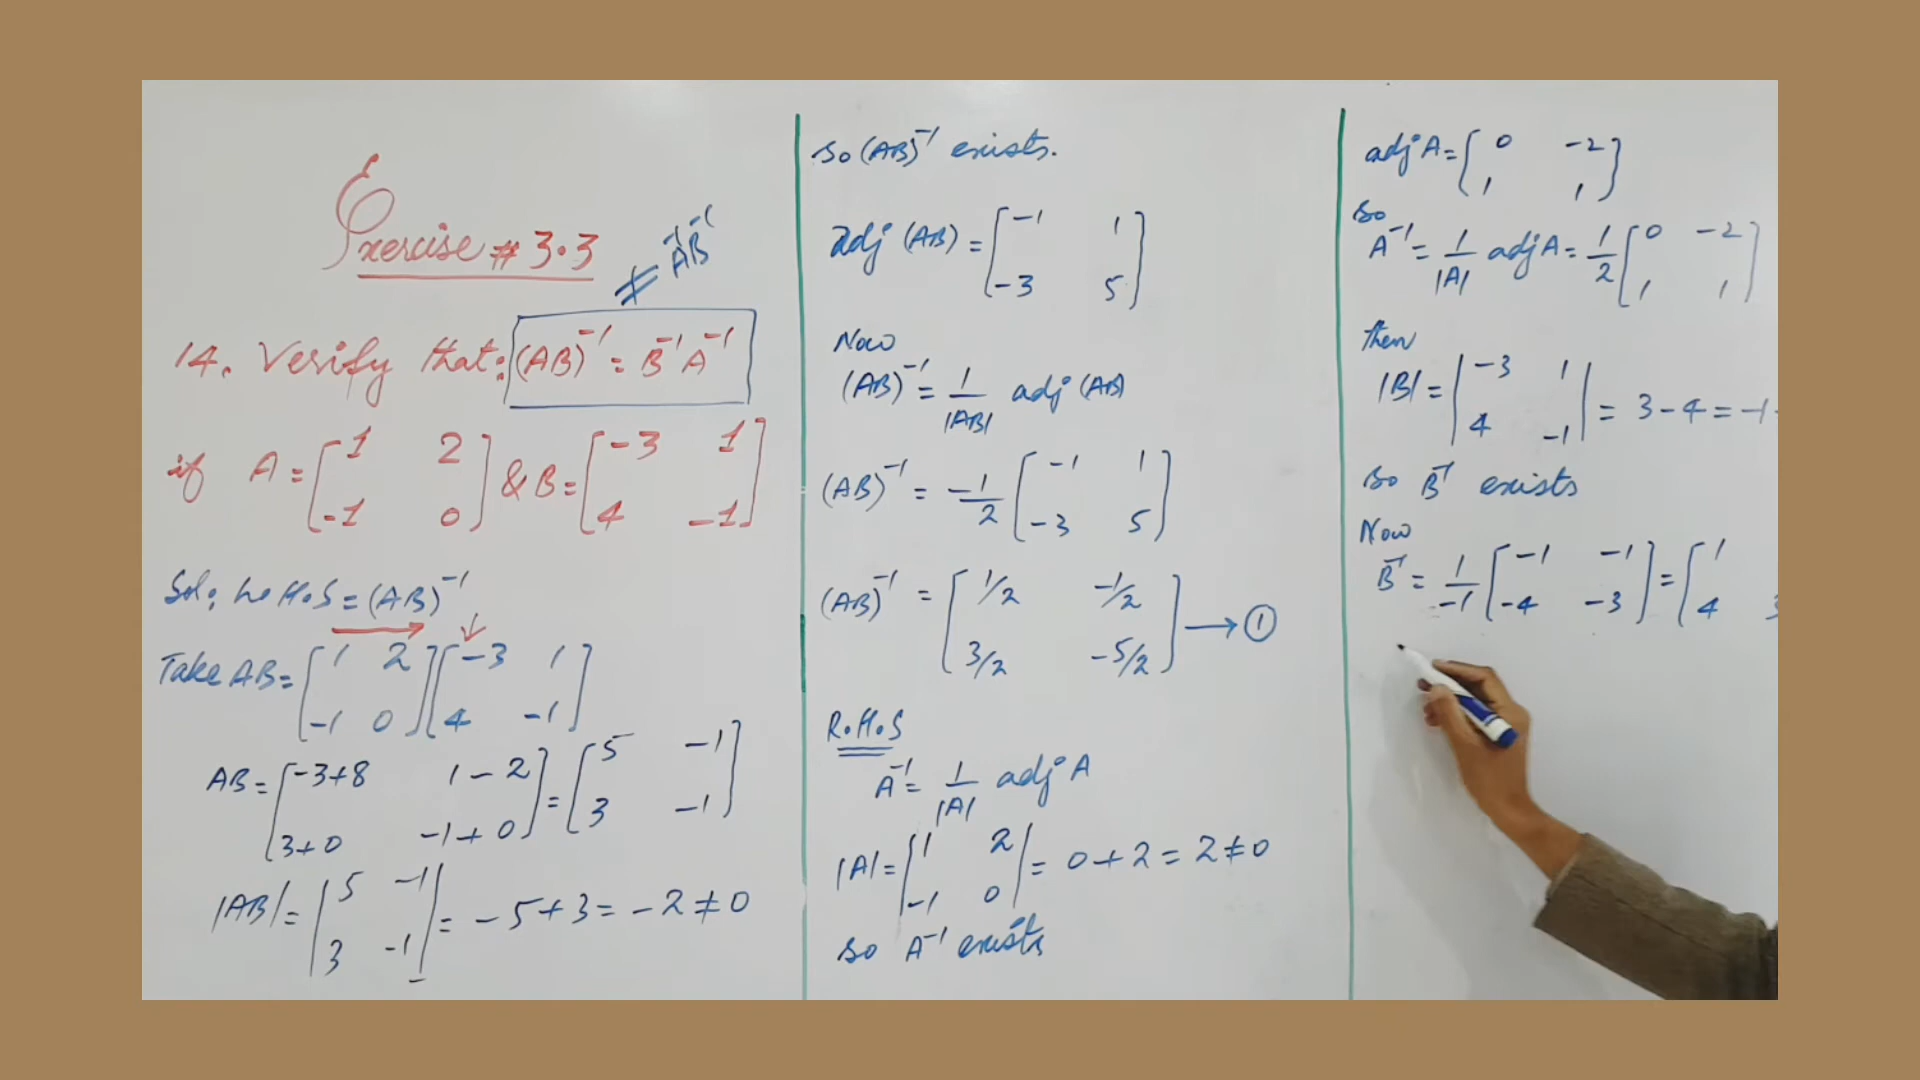 Exercise # 3.3
≠ A⁻¹B⁻¹
14. Verify that: (AB)⁻¹ = B⁻¹A⁻¹
if A = [1 2; -1 0] & B = [-3 1; 4 -1]
Sol: L.H.S = (AB)⁻¹
Take AB = [1 2; -1 0] [-3 1; 4 -1]
AB = [-3+8 1-2; 3+0 -1+0] = [5 -1; 3 -1]
|AB| = |5 -1; 3 -1| = -5+3 = -2 ≠ 0
So (AB)⁻¹ exists.
Adj (AB) = [-1 1; -3 5]
Now
(AB)⁻¹ = 1/|AB| adj (AB)
(AB)⁻¹ = -1/2 [-1 1; -3 5]
(AB)⁻¹ = [1/2 -1/2; 3/2 -5/2] → ①
R.H.S
A⁻¹ = 1/|A| adj A
|A| = |1 2; -1 0| = 0+2 = 2 ≠ 0
so A⁻¹ exists
adj A = [0 -2; 1 1]
So
A⁻¹ = 1/|A| adj A = 1/2 [0 -2; 1 1]
then
|B| = |-3 1; 4 -1| = 3-4 = -1
So B⁻¹ exists
Now
B⁻¹ = 1/-1 [-1 -1; -4 -3] = [1; 4